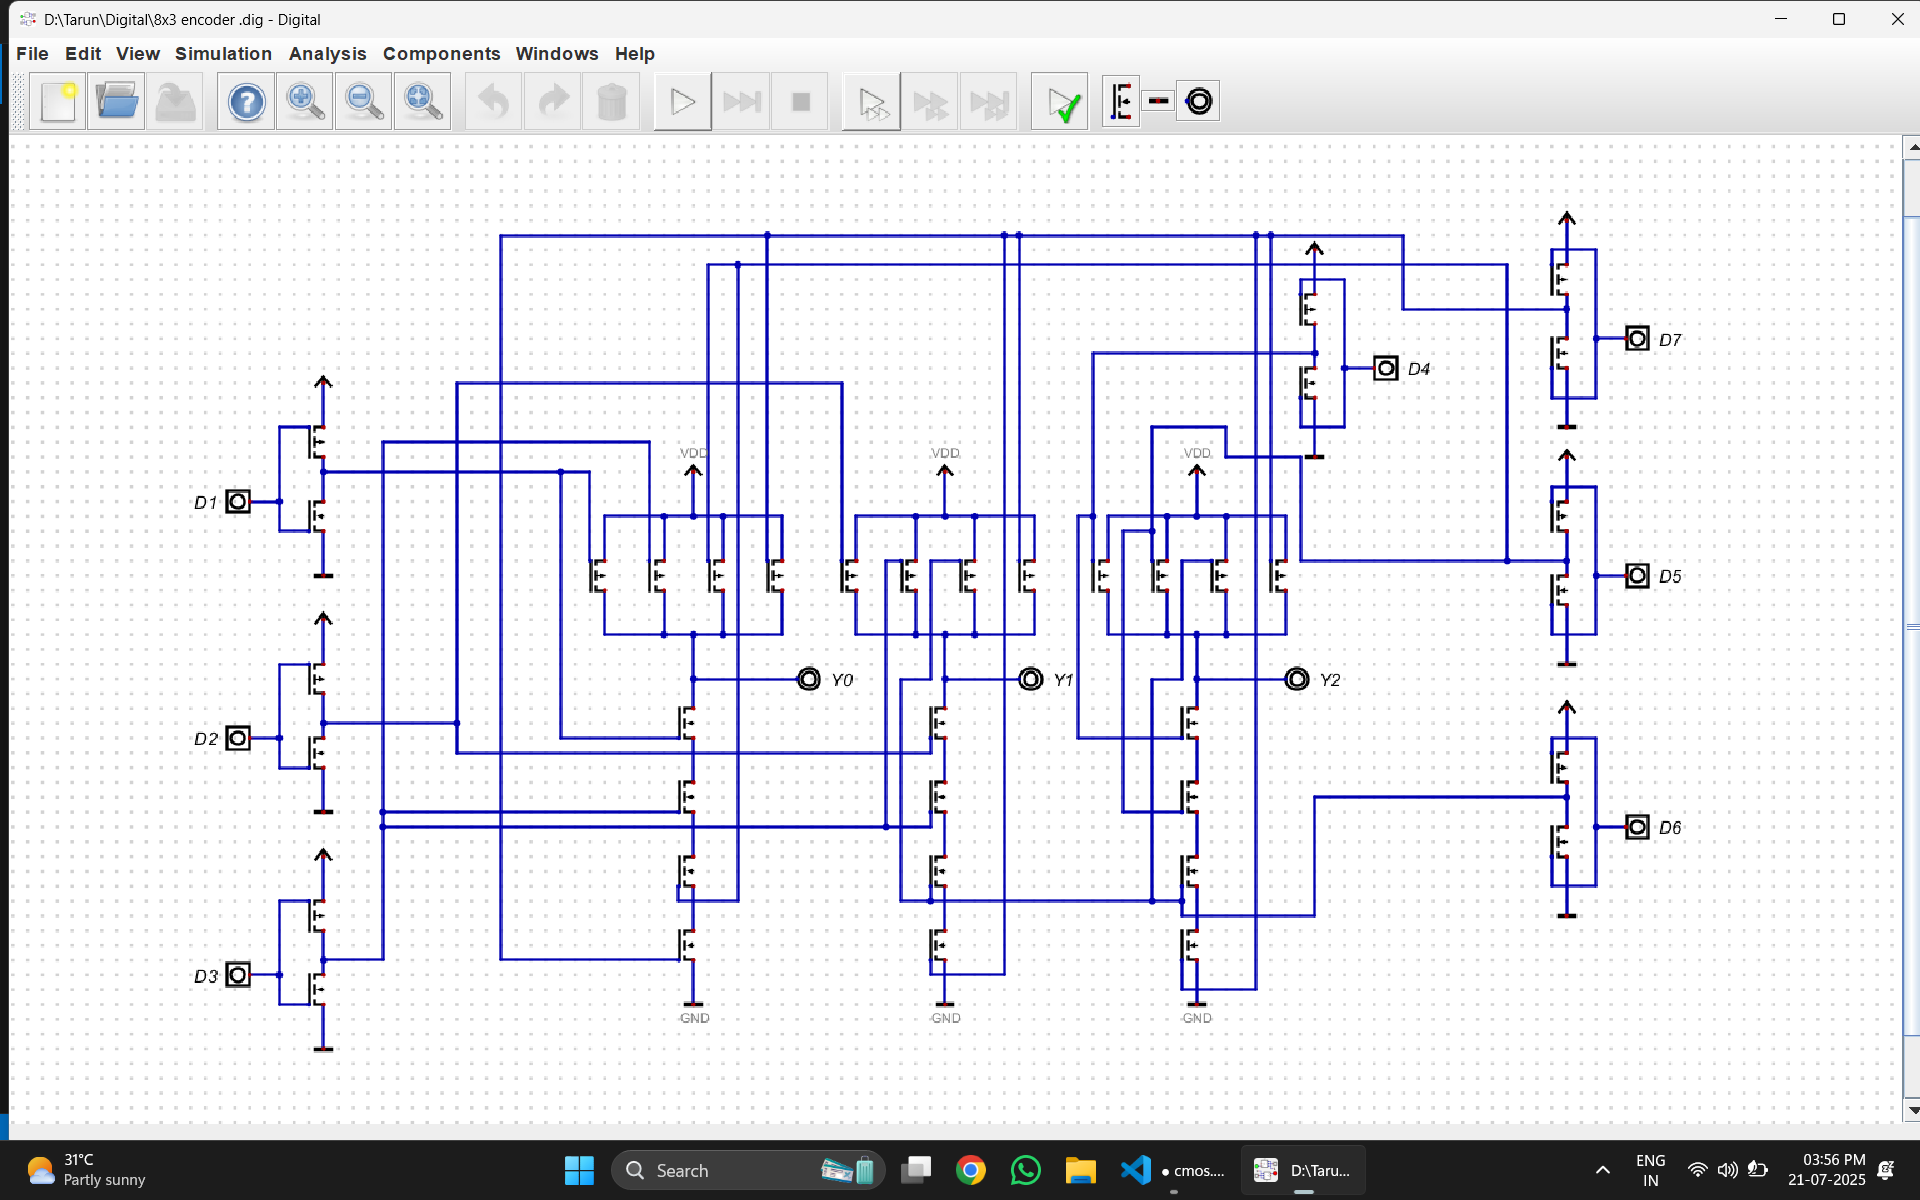 D:\Tarun\Digital\8x3 encoder .dig - Digital
File Edit View Simulation Analysis Components Windows Help
D7
D4
VDD VDD VDD
D1
D5
Y0 Y1 Y2
D2
D6
D3
GND GND GND
31°C
Partly sunny
Search
cmos....
D:\Taru...
ENG
IN
03:56 PM
21-07-2025